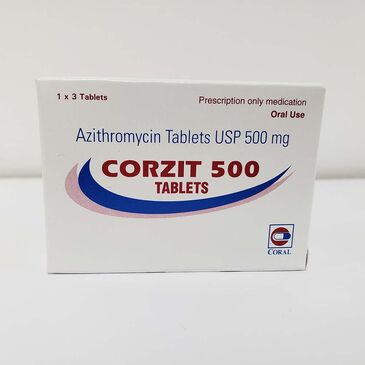 1 x 3 Tablets
Prescription only medication
Oral Use
Azithromycin Tablets USP 500 mg
CORZIT 500
TABLETS
CORAL